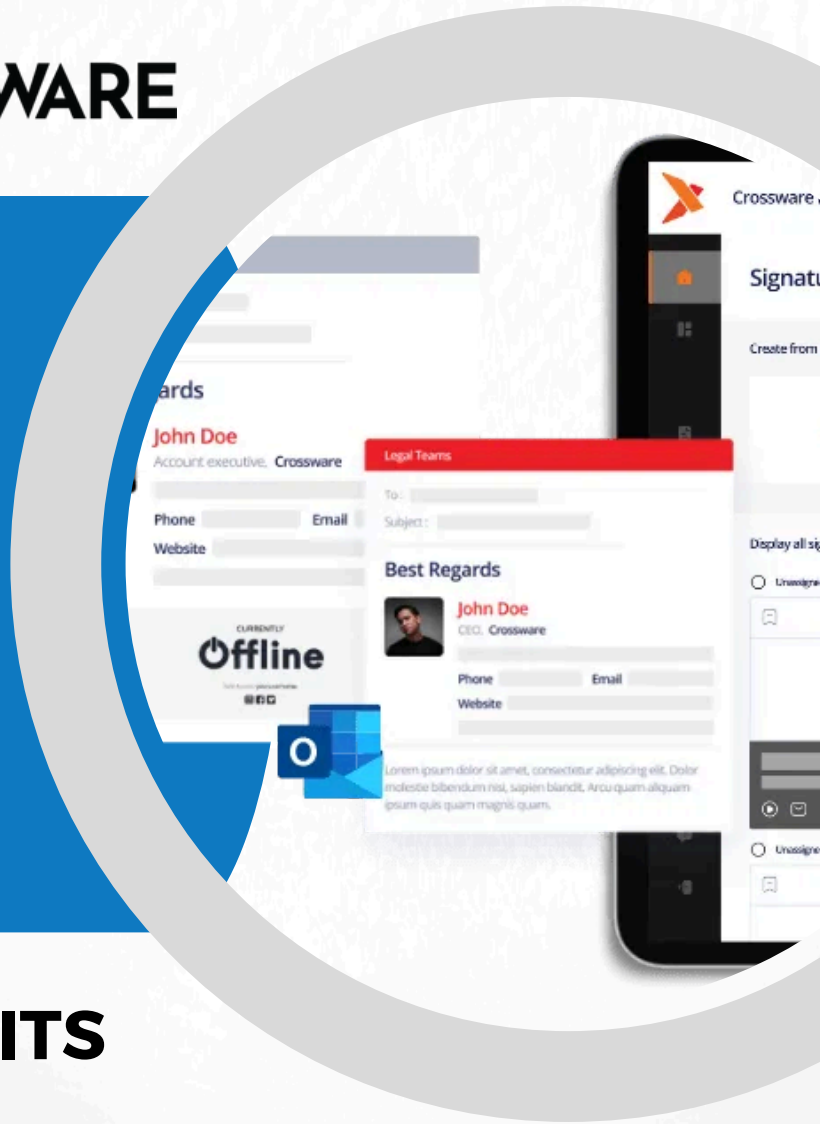 WARE
Crossware
Signatu
Create from
ards
John Doe
Account executive, Crossware
Phone Email
Website
CURRENTLY
Offline
Legal Teams
To :
Subject :
Best Regards
John Doe
CEO, Crossware
Phone Email
Website
Lorem ipsum dolor sit amet, consectetur adipiscing elit. Dolor
molestie bibendum nisi, sapien blandit. Arcu quam aliquam
ipsum quis quam magnis quam.
O
Display all sig
Unassigne
Unassigne
ITS